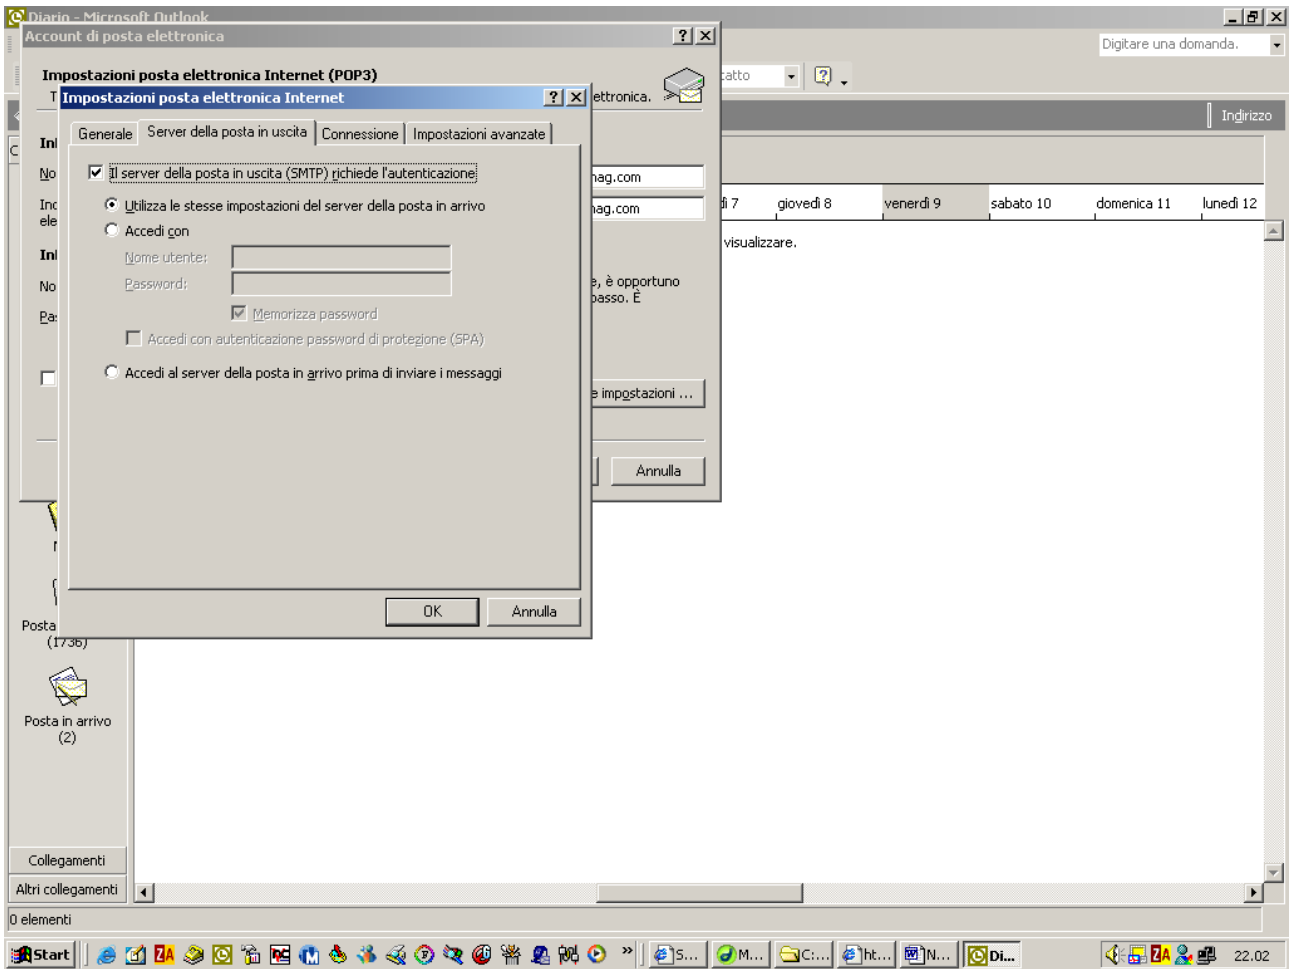 Diario - Microsoft Outlook
Account di posta elettronica
Digitare una domanda.
Impostazioni posta elettronica Internet (POP3)
ettronica.
Impostazioni posta elettronica Internet
Indirizzo
Generale
Server della posta in uscita
Connessione
Impostazioni avanzate
Il server della posta in uscita (SMTP) richiede l'autenticazione
nag.com
Utilizza le stesse impostazioni del server della posta in arrivo
nag.com
dì 7
giovedì 8
venerdì 9
sabato 10
domenica 11
lunedì 12
Accedi con
visualizzare.
Nome utente:
Password:
e, è opportuno
passo. È
Memorizza password
Accedi con autenticazione password di protezione (SPA)
Accedi al server della posta in arrivo prima di inviare i messaggi
e impostazioni ...
Annulla
OK
Annulla
Posta
(1736)
Posta in arrivo
(2)
Collegamenti
Altri collegamenti
0 elementi
Start
S...
M...
C:...
ht...
N...
Di...
22.02